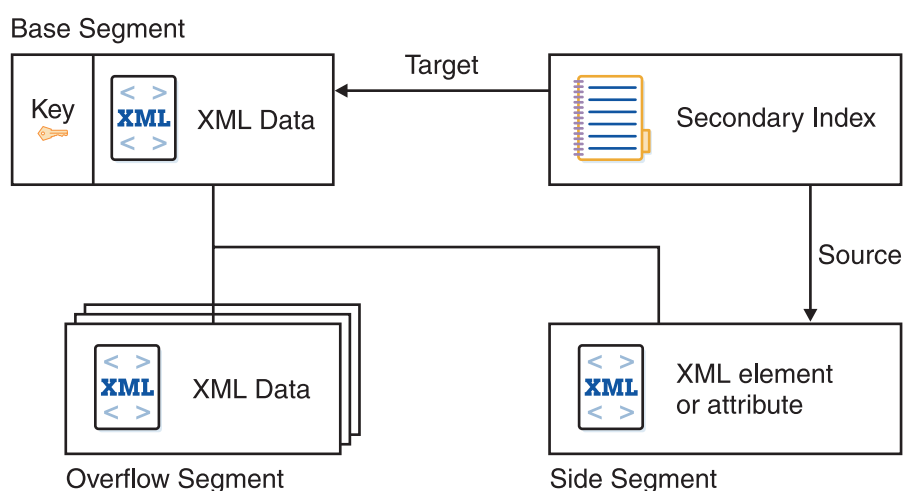 Base Segment
Key
< >
XML
< >
XML Data
Target
Secondary Index
Source
< >
XML
< >
XML Data
Overflow Segment
< >
XML
< >
XML element
or attribute
Side Segment